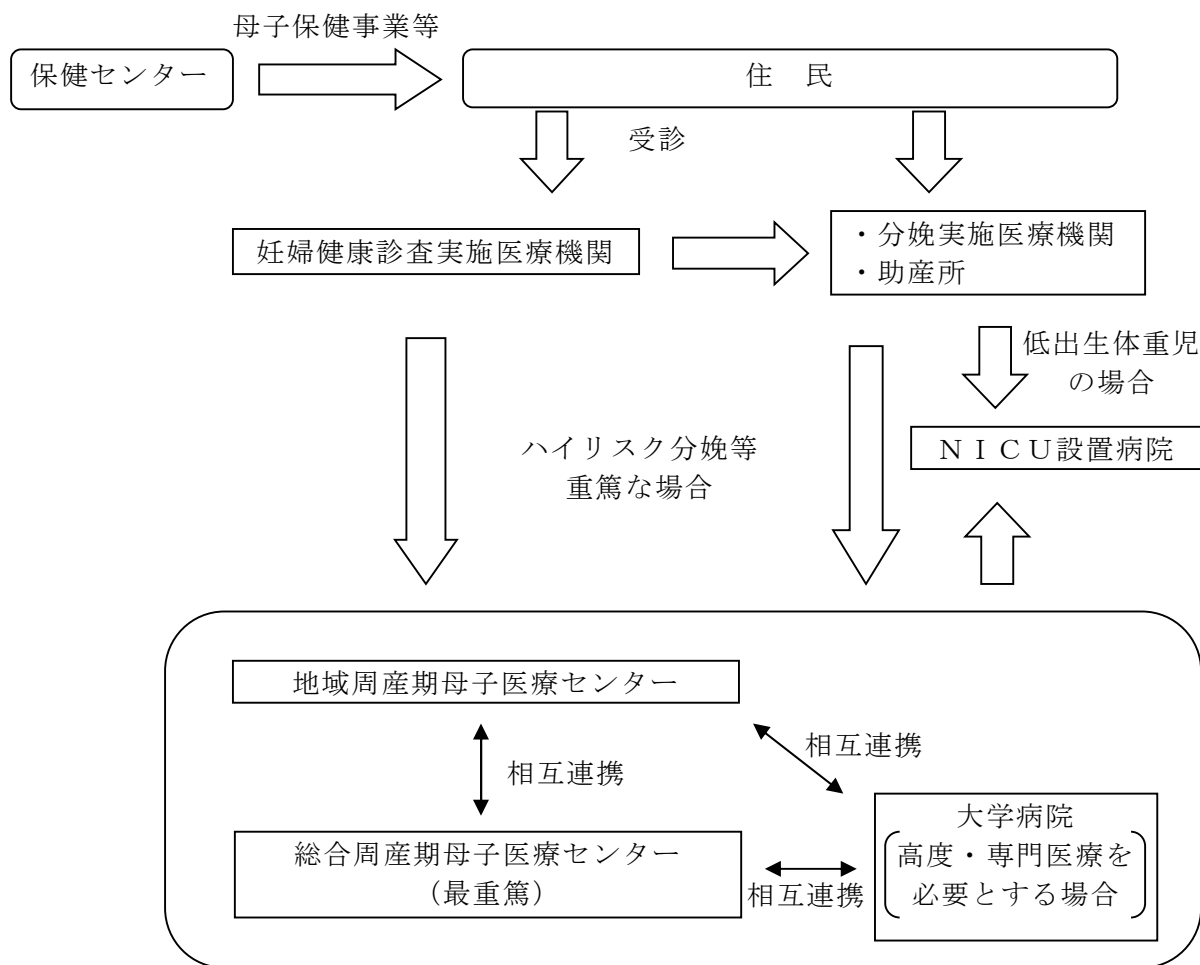 母子保健事業等
保健センター
住　民
受診
妊婦健康診査実施医療機関
・分娩実施医療機関
・助産所
低出生体重児
の場合
ハイリスク分娩等
重篤な場合
ＮＩＣＵ設置病院
地域周産期母子医療センター
相互連携
相互連携
総合周産期母子医療センター
（最重篤）
相互連携
大学病院
高度・専門医療を
必要とする場合